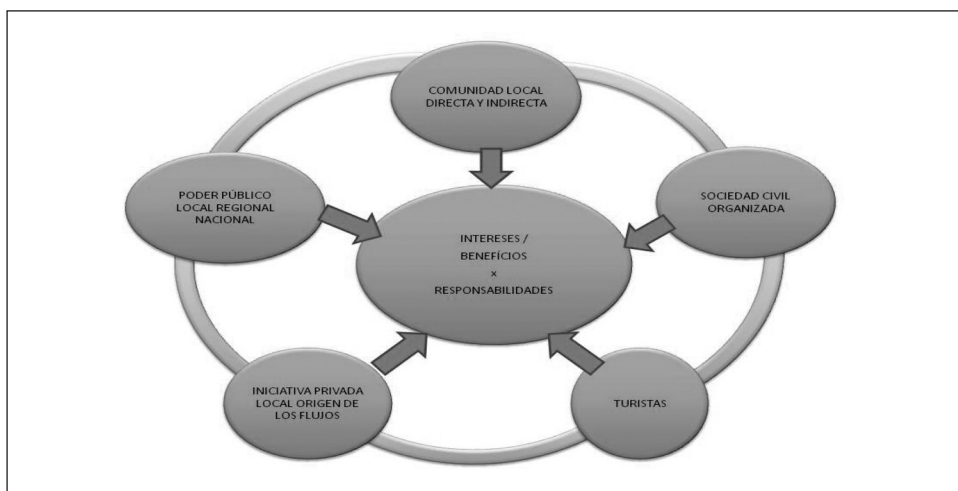 COMUNIDAD LOCAL
DIRECTA Y INDIRECTA
PODER PÚBLICO
LOCAL REGIONAL
NACIONAL
SOCIEDAD CIVIL
ORGANIZADA
INTERESES /
BENEFÍCIOS
×
RESPONSABILIDADES
INICIATIVA PRIVADA
LOCAL ORIGEN DE
LOS FLUJOS
TURISTAS